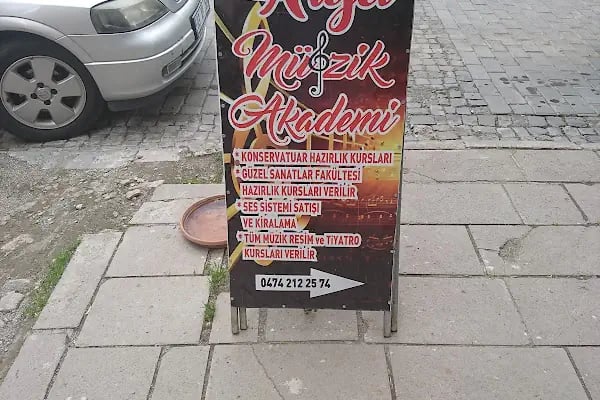 Müzik
Akademi
* KONSERVATUAR HAZIRLIK KURSLARI
* GÜZEL SANATLAR FAKÜLTESİ
HAZIRLIK KURSLARI VERİLİR
* SES SİSTEMİ SATIŞI
VE KİRALAMA
* TÜM MÜZİK RESİM ve TİYATRO
KURSLARI VERİLİR
0474 212 25 74